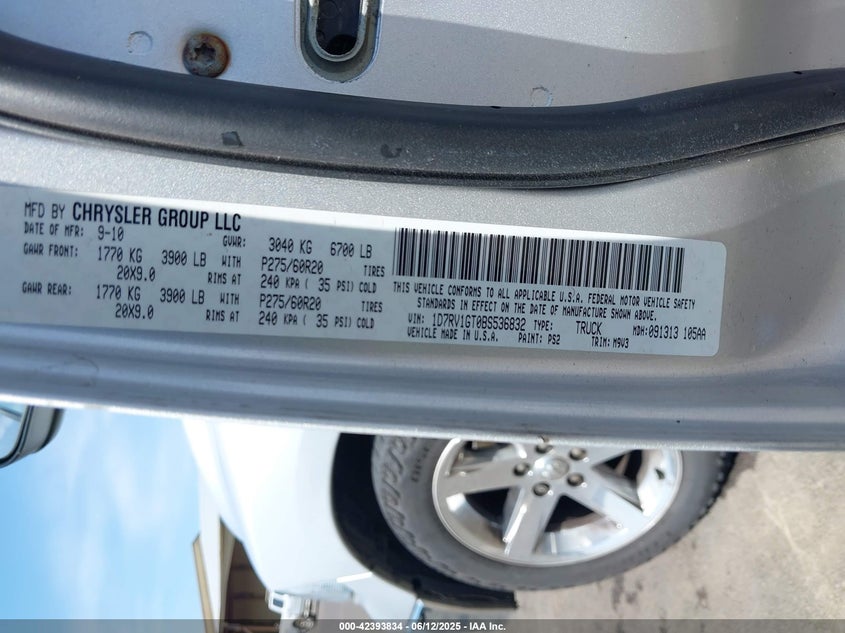 MFD BY CHRYSLER GROUP LLC
DATE OF MFR: 9-10 GVWR: 3040 KG 6700 LB
GAWR FRONT: 1770 KG 3900 LB WITH P275/60R20 TIRES
20X9.0 RIMS AT 240 KPA ( 35 PSI) COLD
GAWR REAR: 1770 KG 3900 LB WITH P275/60R20 TIRES
20X9.0 RIMS AT 240 KPA ( 35 PSI) COLD
THIS VEHICLE CONFORMS TO ALL APPLICABLE U.S.A. FEDERAL MOTOR VEHICLE SAFETY
STANDARDS IN EFFECT ON THE DATE OF MANUFACTURE SHOWN ABOVE.
VIN: 1D7RV1GT0BS536832 TYPE: TRUCK MDH:091313 105AA
VEHICLE MADE IN U.S.A. PAINT: PS2 TRIM: M9V3
000-42393834 - 06/12/2025 - IAA Inc.